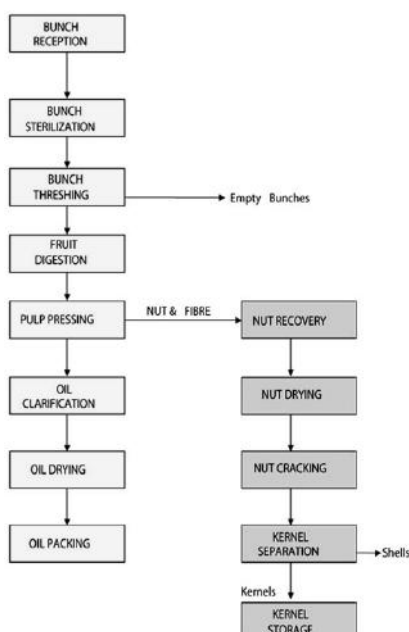 BUNCH
RECEPTION
BUNCH
STERILIZATION
BUNCH
THRESHING
Empty Bunches
FRUIT
DIGESTION
PULP PRESSING
NUT & FIBRE
NUT RECOVERY
OIL
CLARIFICATION
NUT DRYING
OIL DRYING
NUT CRACKING
OIL PACKING
KERNEL
SEPARATION
Shells
Kernels
KERNEL
STORAGE